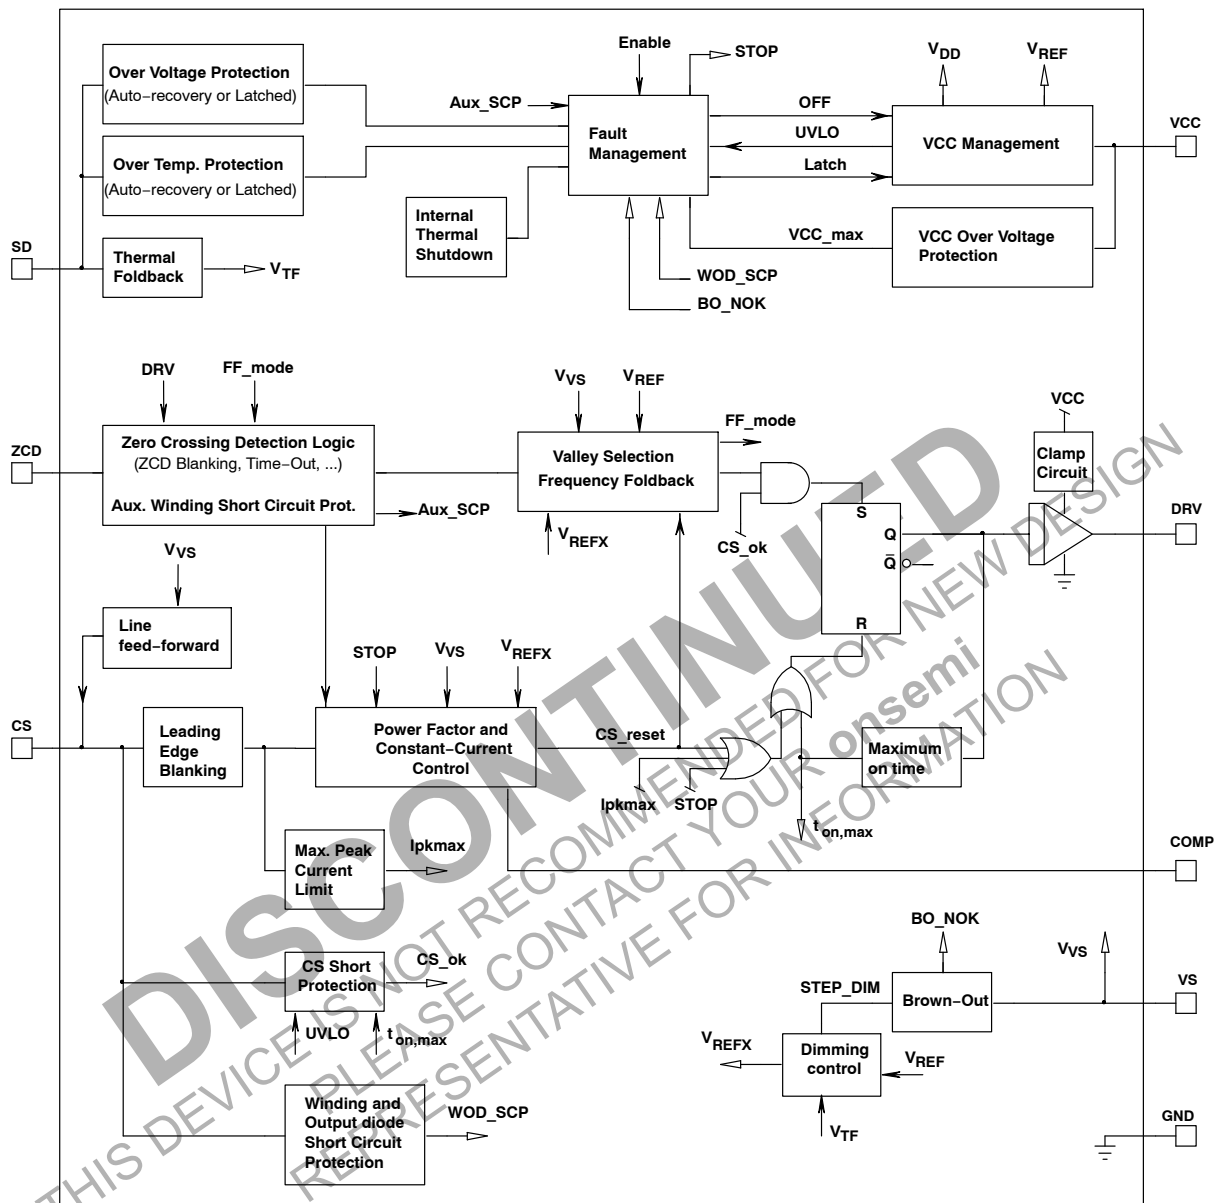 Over Voltage Protection
(Auto−recovery or Latched)
Over Temp. Protection
(Auto−recovery or Latched)
SD
Thermal
Foldback
VTF
Internal
Thermal
Shutdown
Enable
STOP
Aux_SCP
Fault
Management
OFF
UVLO
Latch
VDD
VREF
VCC Management
VCC
VCC_max
VCC Over Voltage
Protection
WOD_SCP
BO_NOK
DRV
FF_mode
ZCD
Zero Crossing Detection Logic
(ZCD Blanking, Time−Out, ...)
Aux. Winding Short Circuit Prot.
Aux_SCP
VVS
VREF
Valley Selection
Frequency Foldback
FF_mode
VREFX
CS_ok
S
Q
Q
R
VCC
Clamp
Circuit
DRV
VVS
Line
feed−forward
CS
Leading
Edge
Blanking
STOP
VVS
VREFX
Power Factor and
Constant−Current
Control
CS_reset
Ipkmax
STOP
Maximum
on time
ton,max
Max. Peak
Current
Limit
Ipkmax
COMP
CS Short
Protection
CS_ok
UVLO
ton,max
Winding and
Output diode
Short Circuit
Protection
WOD_SCP
BO_NOK
VVS
STEP_DIM
Brown−Out
VS
VREFX
Dimming
control
VREF
VTF
GND
DISCONTINUED
THIS DEVICE IS NOT RECOMMENDED FOR NEW DESIGN
PLEASE CONTACT YOUR onsemi
REPRESENTATIVE FOR INFORMATION